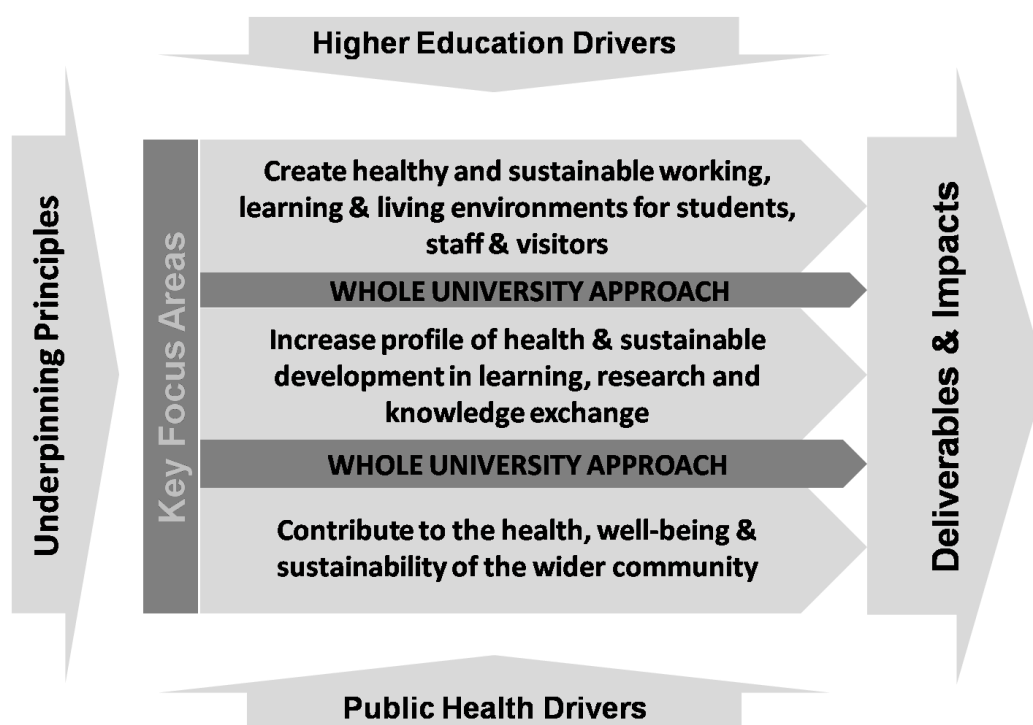 Higher Education Drivers
Underpinning Principles
Key Focus Areas
Create healthy and sustainable working,
learning & living environments for students,
staff & visitors
WHOLE UNIVERSITY APPROACH
Increase profile of health & sustainable
development in learning, research and
knowledge exchange
WHOLE UNIVERSITY APPROACH
Contribute to the health, well-being &
sustainability of the wider community
Deliverables & Impacts
Public Health Drivers